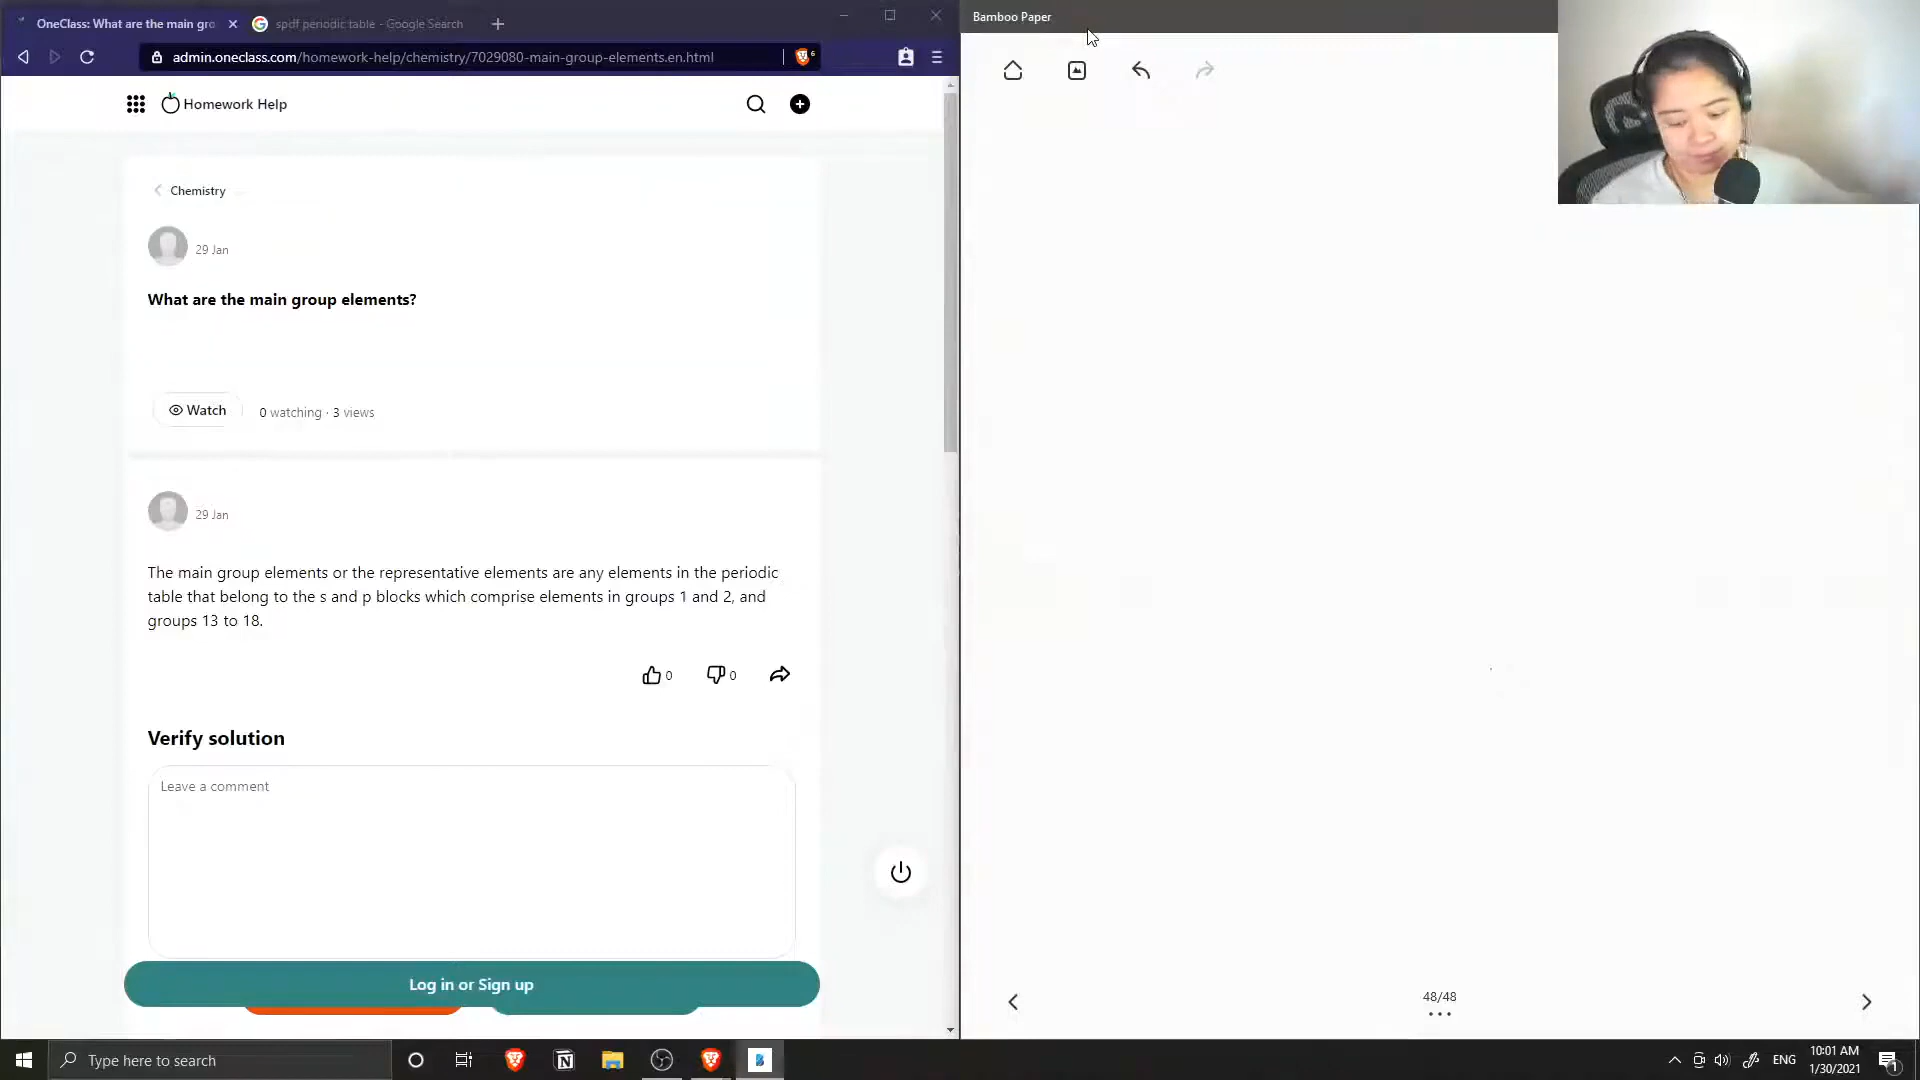 OneClass: What are the main gro
spdf periodic table - Google Search
Bamboo Paper
admin.oneclass.com/homework-help/chemistry/7029080-main-group-elements.en.html
6
Homework Help
Chemistry
29 Jan
What are the main group elements?
Watch
0 watching · 3 views
29 Jan
The main group elements or the representative elements are any elements in the periodic
table that belong to the s and p blocks which comprise elements in groups 1 and 2, and
groups 13 to 18.
0
0
Verify solution
Leave a comment
Log in or Sign up
48/48
Type here to search
ENG
10:01 AM
1/30/2021
1